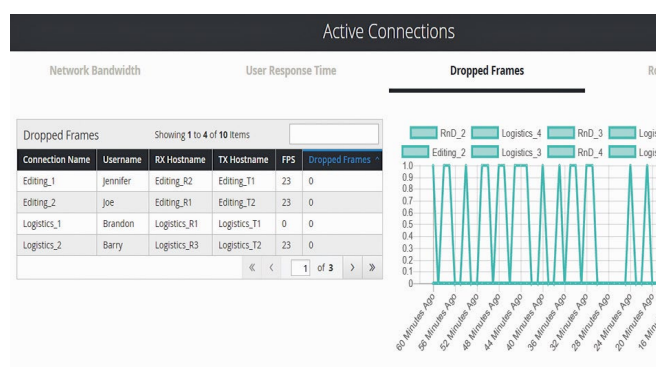 Active Connections
Network Bandwidth
User Response Time
Dropped Frames
Dropped Frames
Showing 1 to 4 of 10 Items
Connection Name Username RX Hostname TX Hostname FPS Dropped Frames ^
Editing_1 Jennifer Editing_R2 Editing_T1 23 0
Editing_2 Joe Editing_R1 Editing_T2 23 0
Logistics_1 Brandon Logistics_R1 Logistics_T1 0 0
Logistics_2 Barry Logistics_R3 Logistics_T2 23 0
« < 1 of 3 > »
RnD_2 Logistics_4 RnD_3 Logis
Editing_2 Logistics_3 RnD_4 Logis
1.0
0.9
0.8
0.7
0.6
0.5
0.4
0.3
0.2
0.1
0
60 Minutes Ago
56 Minutes Ago
52 Minutes Ago
48 Minutes Ago
44 Minutes Ago
40 Minutes Ago
36 Minutes Ago
32 Minutes Ago
28 Minutes Ago
24 Minutes Ago
20 Minutes Ago
16 Min